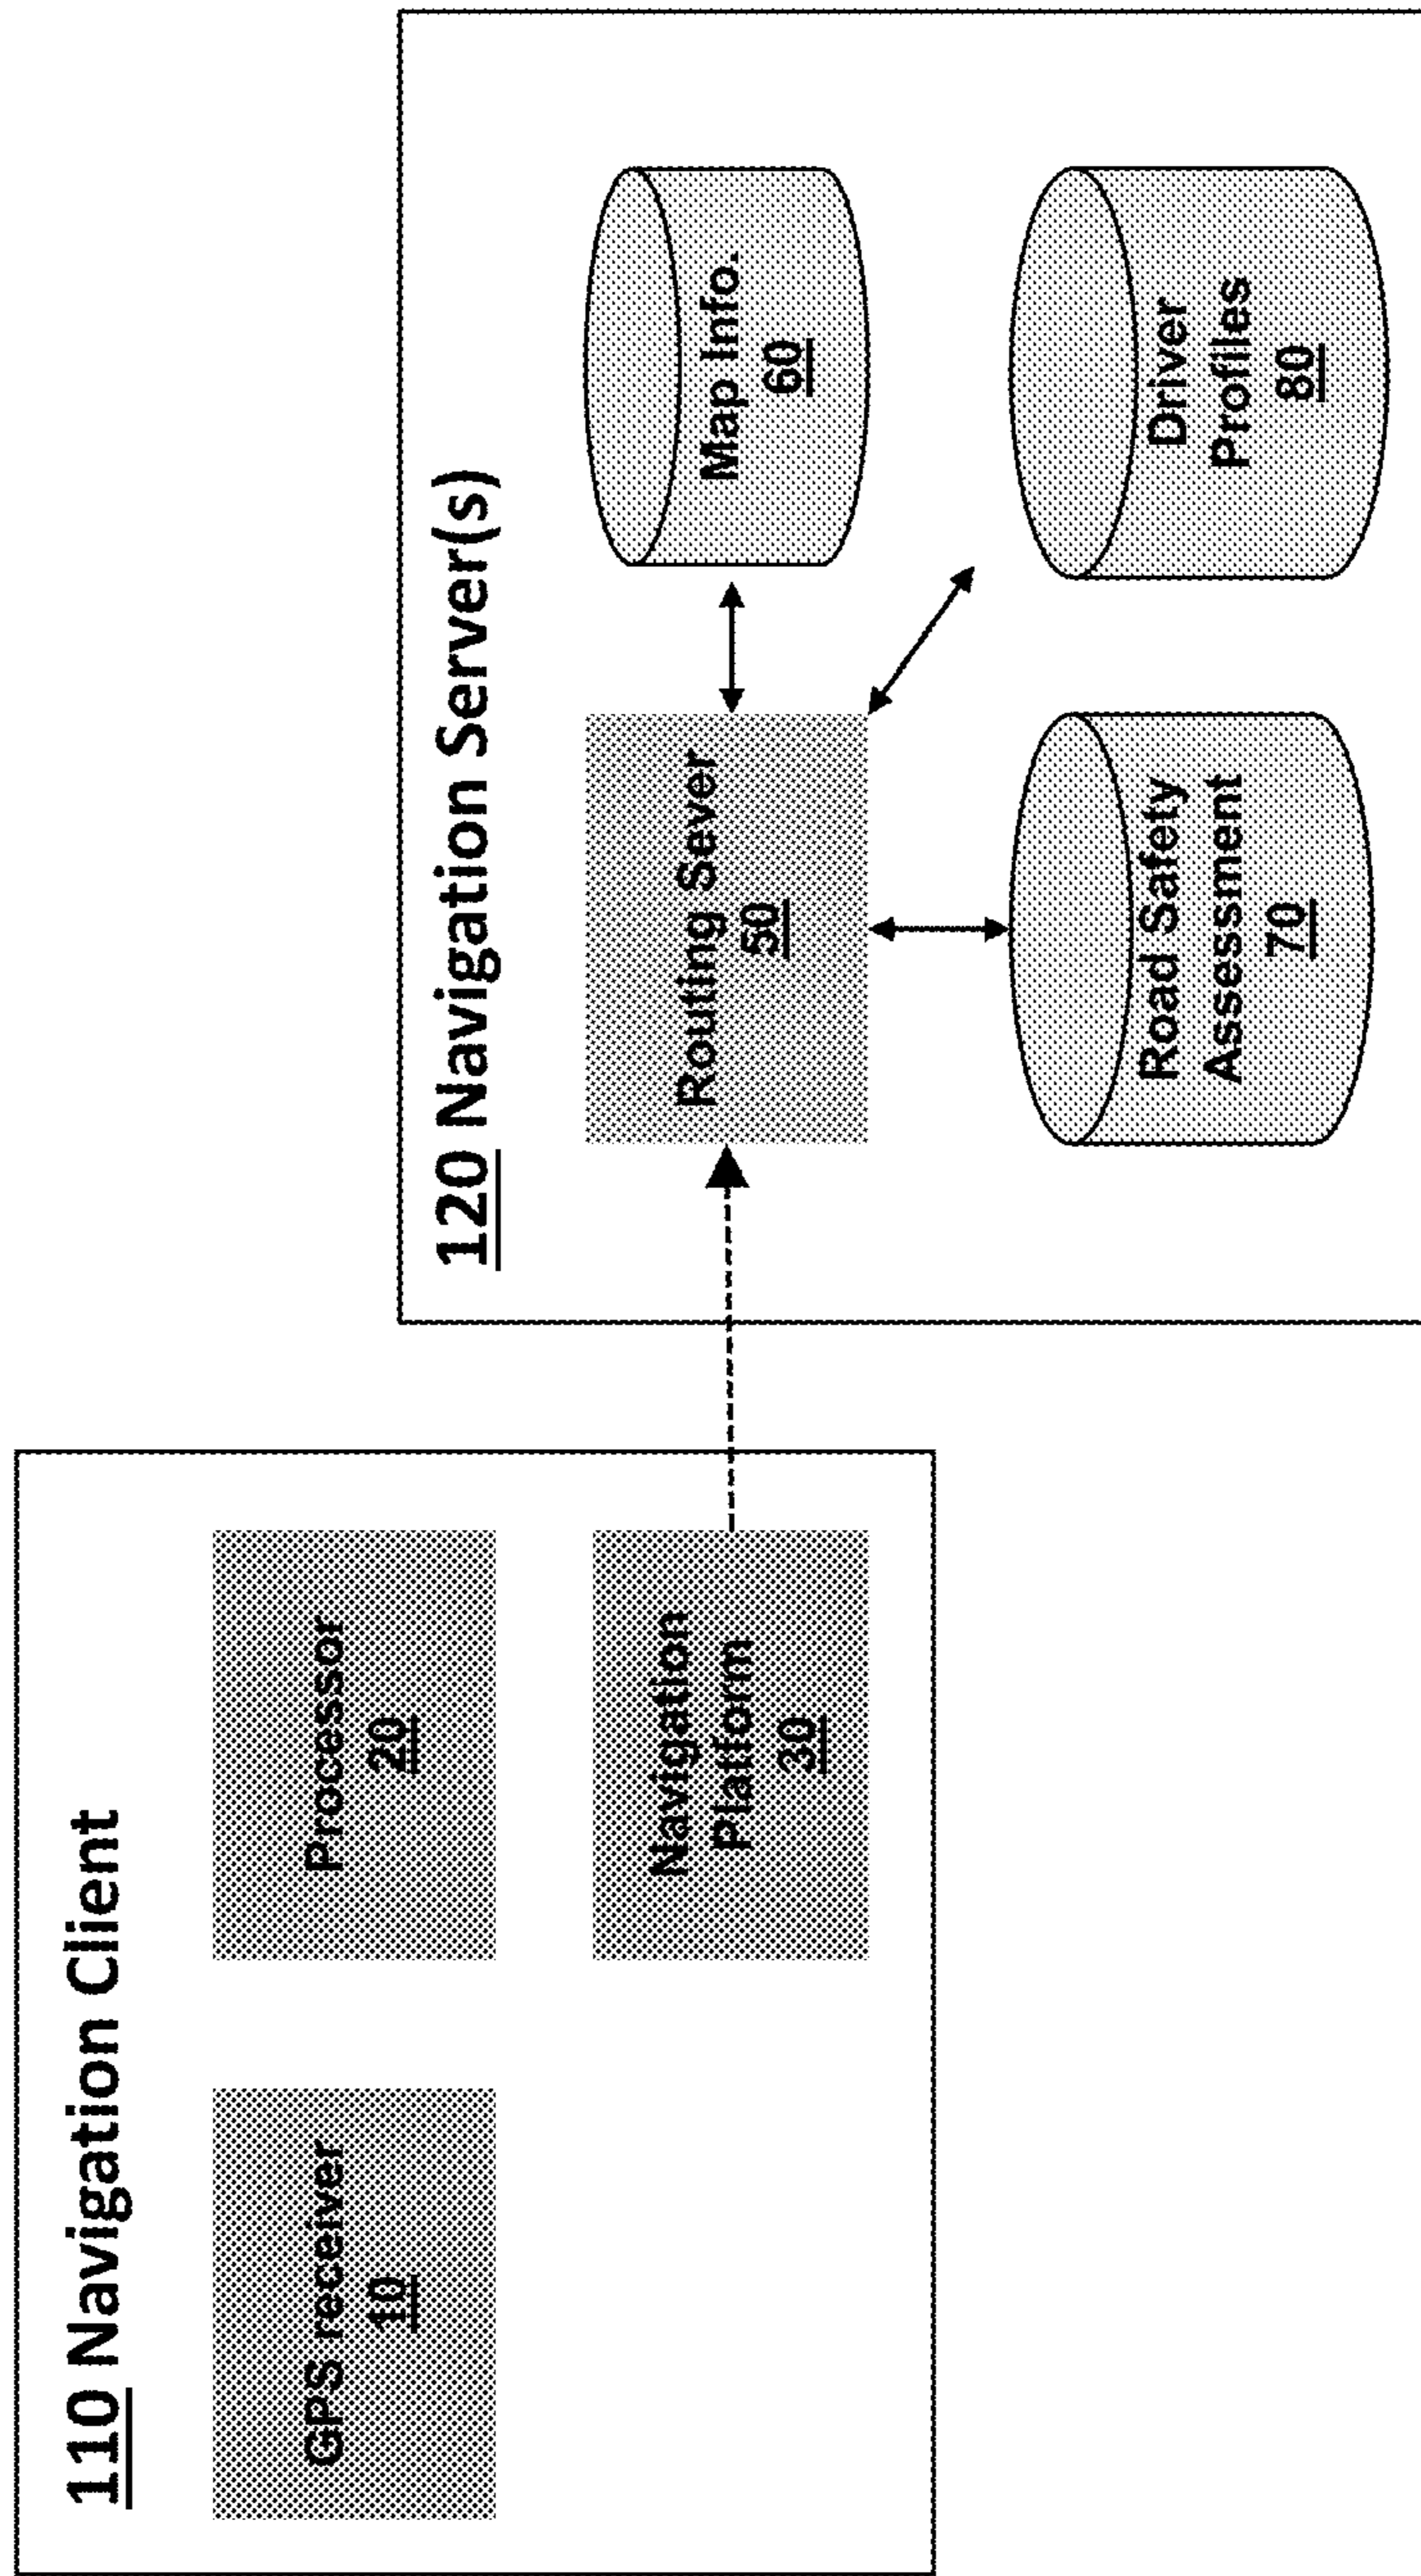 110 Navigation Client
GPS receiver
10
Processor
20
Navigation
Platform
30
120 Navigation Server(s)
Routing Sever
50
Map Info.
60
Road Safety
Assessment
70
Driver
Profiles
80